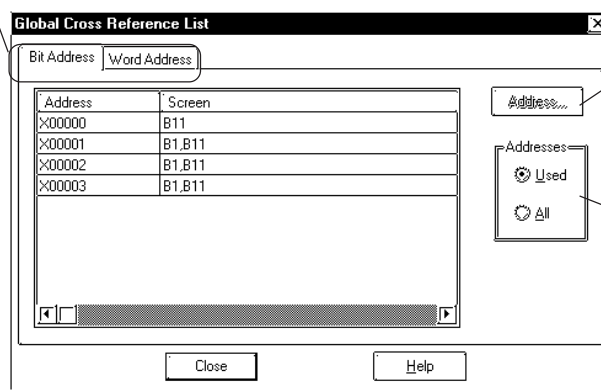 Global Cross Reference List
Bit Address Word Address
Address Screen
X00000 B11
X00001 B1,B11
X00002 B1,B11
X00003 B1,B11
Address...
Addresses
Used
All
Close Help